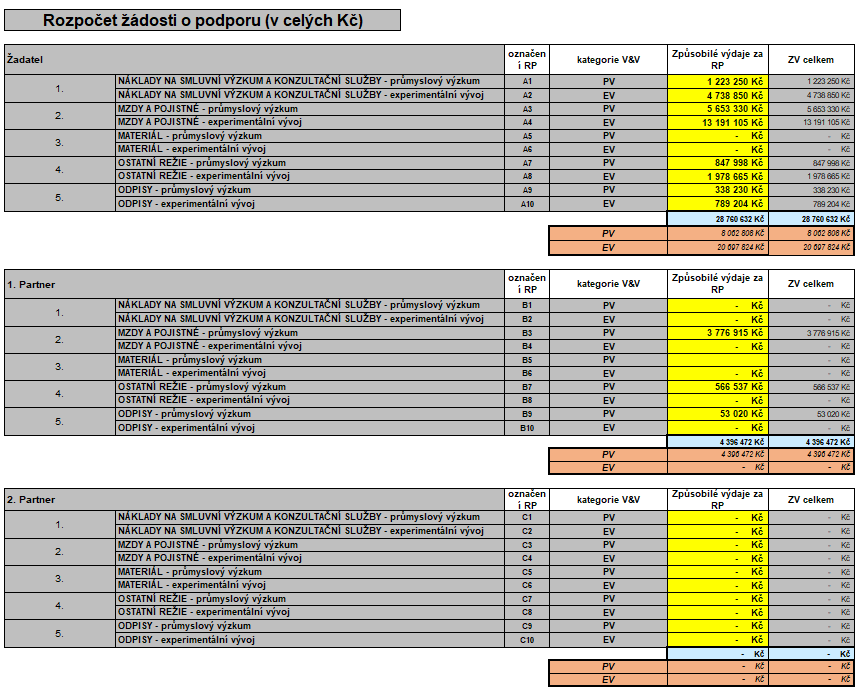 Rozpočet žádosti o podporu (v celých Kč)
Žadatel označen í RP kategorie V&V Způsobilé výdaje za RP ZV celkem
1. NÁKLADY NA SMLUVNÍ VÝZKUM A KONZULTAČNÍ SLUŽBY - průmyslový výzkum A1 PV 1 223 250 Kč 1 223 250 Kč
NÁKLADY NA SMLUVNÍ VÝZKUM A KONZULTAČNÍ SLUŽBY - experimentální vývoj A2 EV 4 738 850 Kč 4 738 850 Kč
2. MZDY A POJISTNÉ - průmyslový výzkum A3 PV 5 653 330 Kč 5 653 330 Kč
MZDY A POJISTNÉ - experimentální vývoj A4 EV 13 191 105 Kč 13 191 105 Kč
3. MATERIÁL - průmyslový výzkum A5 PV - Kč - Kč
MATERIÁL - experimentální vývoj A6 EV - Kč - Kč
4. OSTATNÍ REŽIE - průmyslový výzkum A7 PV 847 998 Kč 847 998 Kč
OSTATNÍ REŽIE - experimentální vývoj A8 EV 1 978 665 Kč 1 978 665 Kč
5. ODPISY - průmyslový výzkum A9 PV 338 230 Kč 338 230 Kč
ODPISY - experimentální vývoj A10 EV 789 204 Kč 789 204 Kč
28 760 632 Kč 28 760 632 Kč
PV 8 062 808 Kč 8 062 808 Kč
EV 20 697 824 Kč 20 697 824 Kč
1. Partner označen í RP kategorie V&V Způsobilé výdaje za RP ZV celkem
1. NÁKLADY NA SMLUVNÍ VÝZKUM A KONZULTAČNÍ SLUŽBY - průmyslový výzkum B1 PV - Kč - Kč
NÁKLADY NA SMLUVNÍ VÝZKUM A KONZULTAČNÍ SLUŽBY - experimentální vývoj B2 EV - Kč - Kč
2. MZDY A POJISTNÉ - průmyslový výzkum B3 PV 3 776 915 Kč 3 776 915 Kč
MZDY A POJISTNÉ - experimentální vývoj B4 EV - Kč - Kč
3. MATERIÁL - průmyslový výzkum B5 PV - Kč
MATERIÁL - experimentální vývoj B6 EV - Kč - Kč
4. OSTATNÍ REŽIE - průmyslový výzkum B7 PV 566 537 Kč 566 537 Kč
OSTATNÍ REŽIE - experimentální vývoj B8 EV - Kč - Kč
5. ODPISY - průmyslový výzkum B9 PV 53 020 Kč 53 020 Kč
ODPISY - experimentální vývoj B10 EV - Kč - Kč
4 396 472 Kč 4 396 472 Kč
PV 4 396 472 Kč 4 396 472 Kč
EV - Kč - Kč
2. Partner označen í RP kategorie V&V Způsobilé výdaje za RP ZV celkem
1. NÁKLADY NA SMLUVNÍ VÝZKUM A KONZULTAČNÍ SLUŽBY - průmyslový výzkum C1 PV - Kč - Kč
NÁKLADY NA SMLUVNÍ VÝZKUM A KONZULTAČNÍ SLUŽBY - experimentální vývoj C2 EV - Kč - Kč
2. MZDY A POJISTNÉ - průmyslový výzkum C3 PV - Kč - Kč
MZDY A POJISTNÉ - experimentální vývoj C4 EV - Kč - Kč
3. MATERIÁL - průmyslový výzkum C5 PV - Kč - Kč
MATERIÁL - experimentální vývoj C6 EV - Kč - Kč
4. OSTATNÍ REŽIE - průmyslový výzkum C7 PV - Kč - Kč
OSTATNÍ REŽIE - experimentální vývoj C8 EV - Kč - Kč
5. ODPISY - průmyslový výzkum C9 PV - Kč - Kč
ODPISY - experimentální vývoj C10 EV - Kč - Kč
- Kč - Kč
PV - Kč - Kč
EV - Kč - Kč